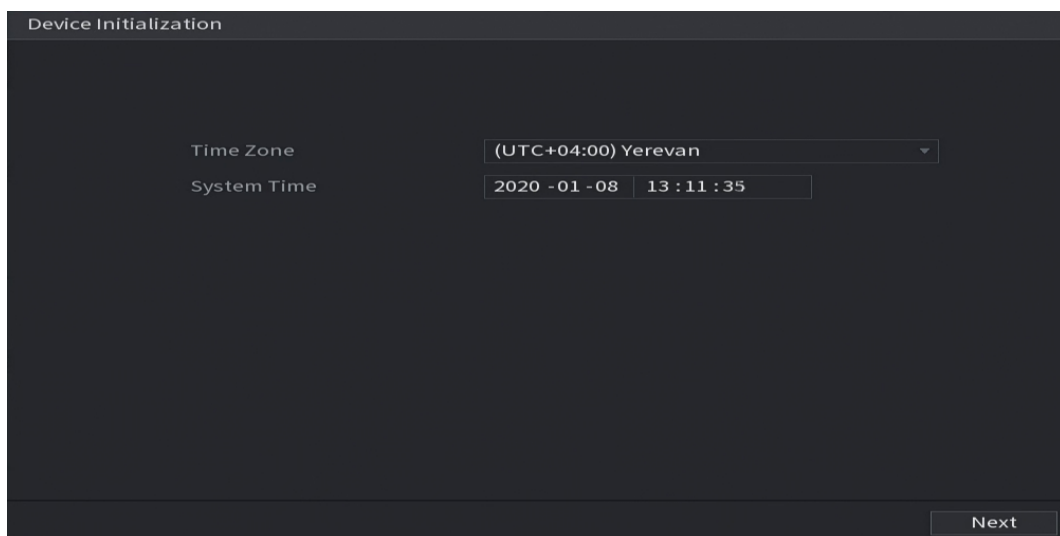 Device Initialization
Time Zone (UTC+04:00) Yerevan
System Time 2020 -01 -08 13 : 11 : 35
Next